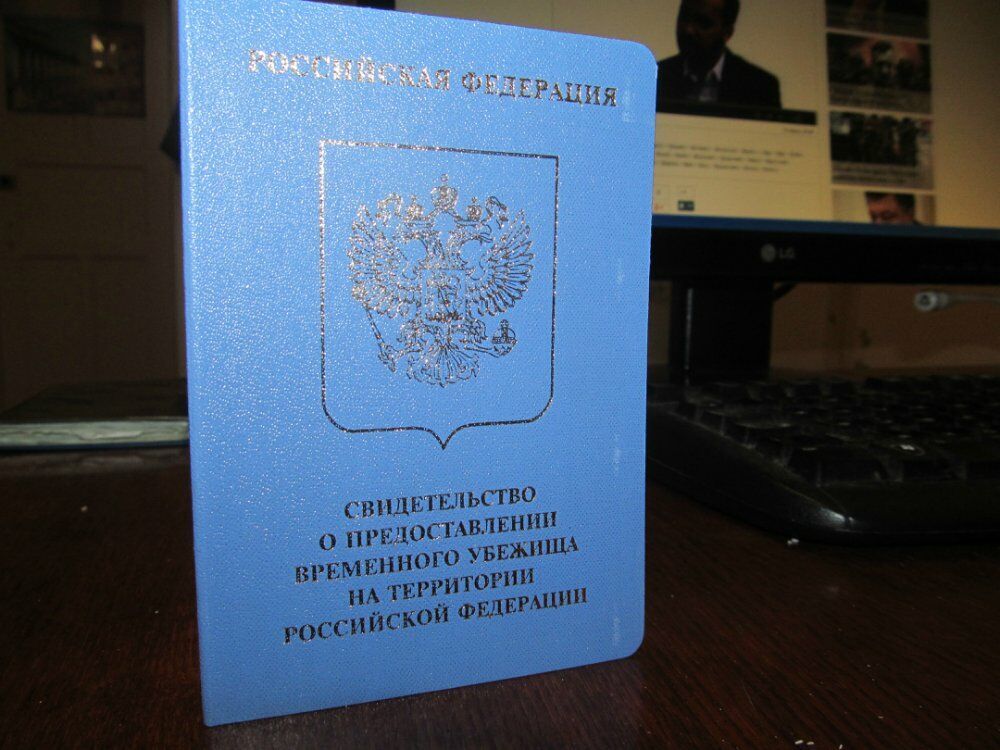 РОССИЙСКАЯ ФЕДЕРАЦИЯ
СВИДЕТЕЛЬСТВО
О ПРЕДОСТАВЛЕНИИ
ВРЕМЕННОГО УБЕЖИЩА
НА ТЕРРИТОРИИ
РОССИЙСКОЙ ФЕДЕРАЦИИ
LG